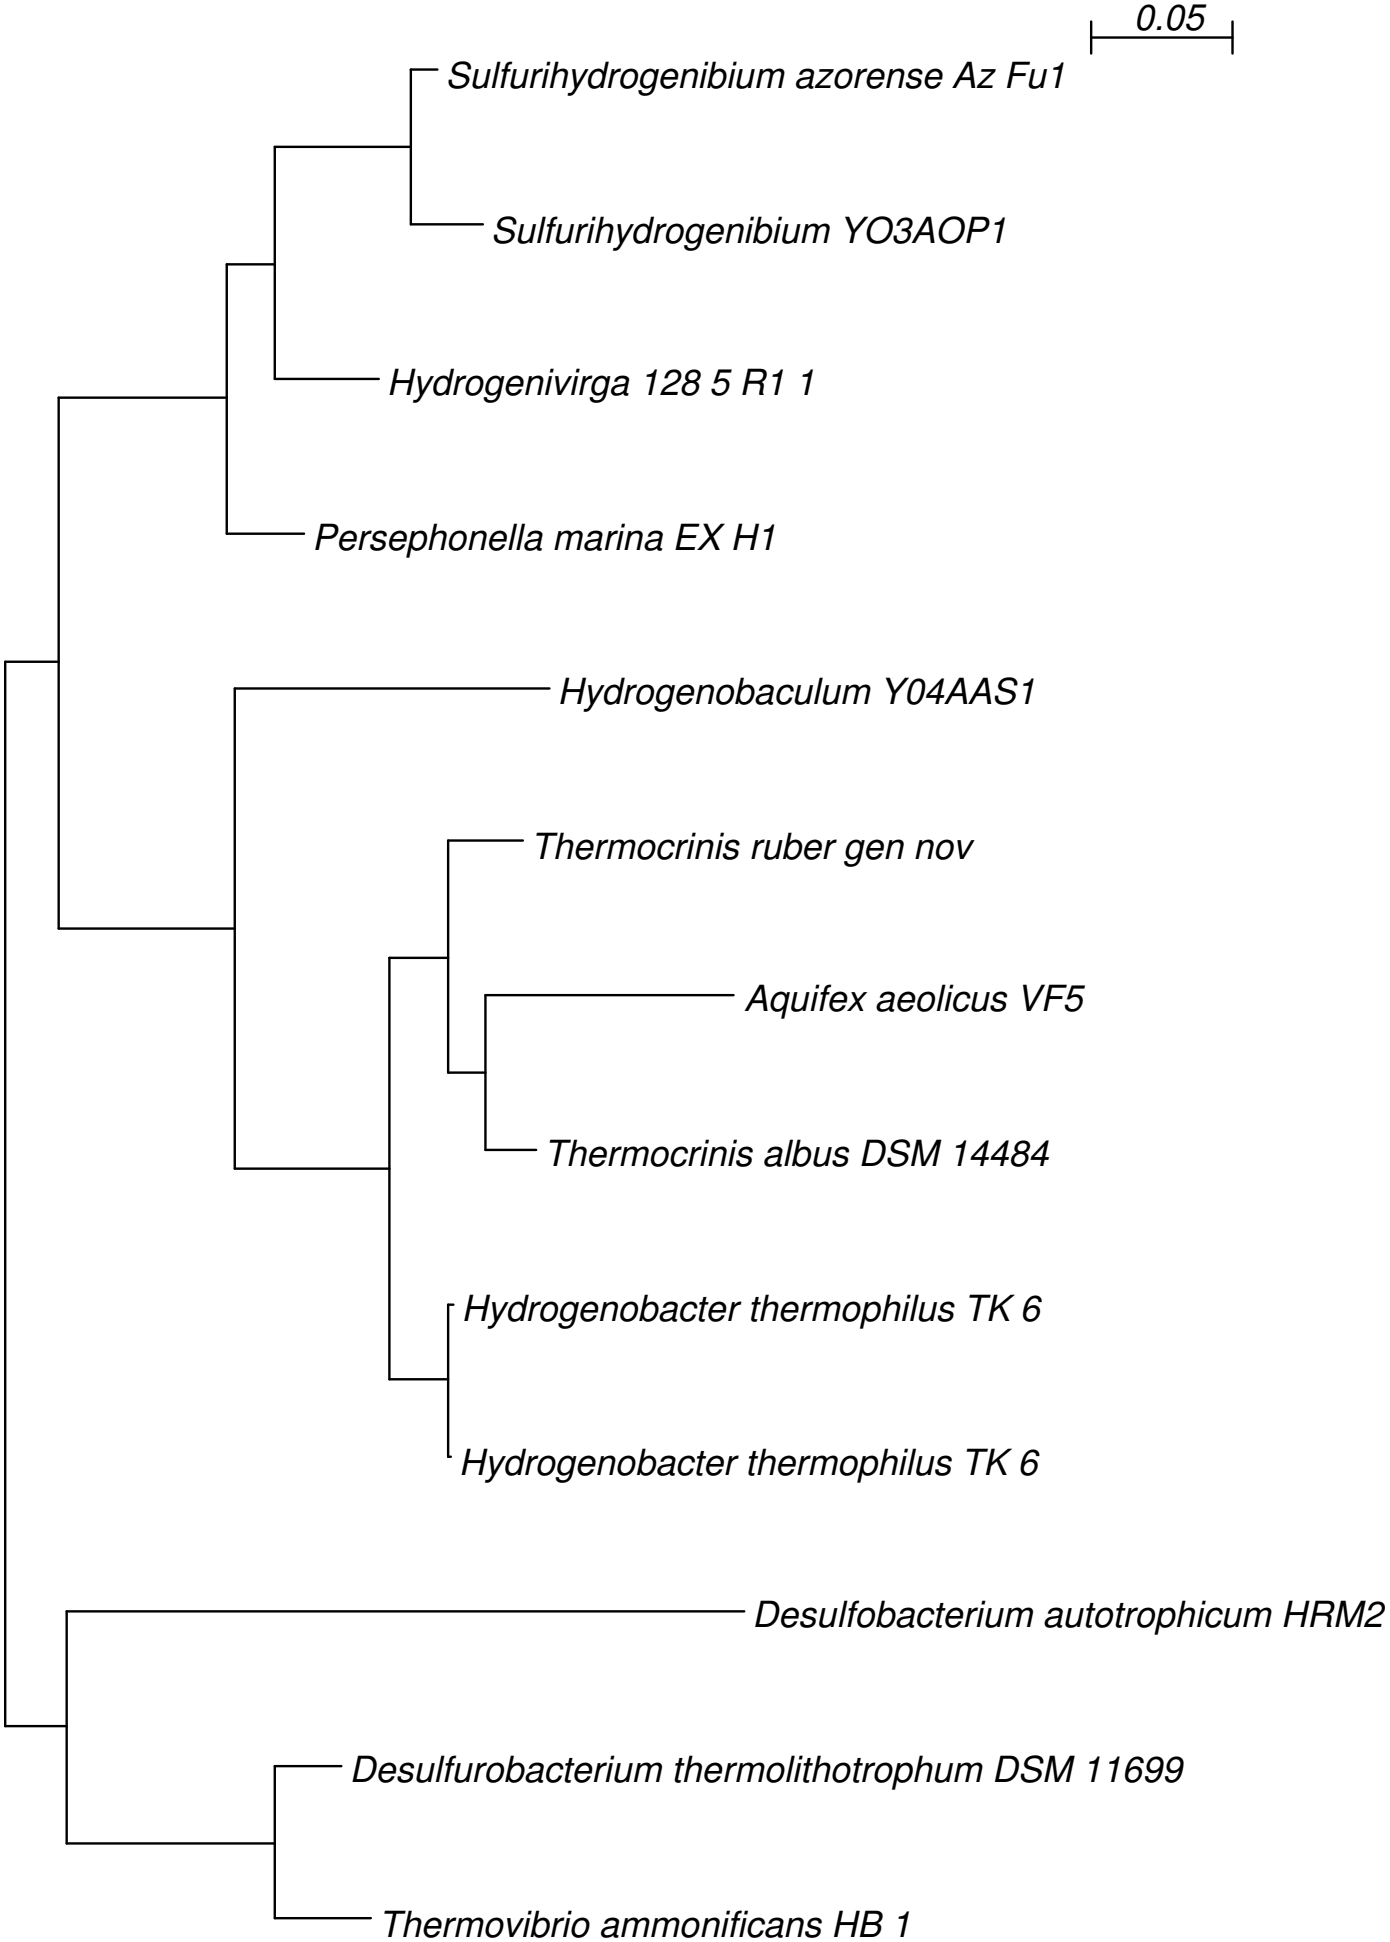 0.05
Sulfurihydrogenibium azorense Az Fu1
Sulfurihydrogenibium YO3AOP1
Hydrogenivirga 128 5 R1 1
Persephonella marina EX H1
Hydrogenobaculum Y04AAS1
Thermocrinis ruber gen nov
Aquifex aeolicus VF5
Thermocrinis albus DSM 14484
Hydrogenobacter thermophilus TK 6
Hydrogenobacter thermophilus TK 6
Desulfobacterium autotrophicum HRM2
Desulfurobacterium thermolithotrophum DSM 11699
Thermovibrio ammonificans HB 1